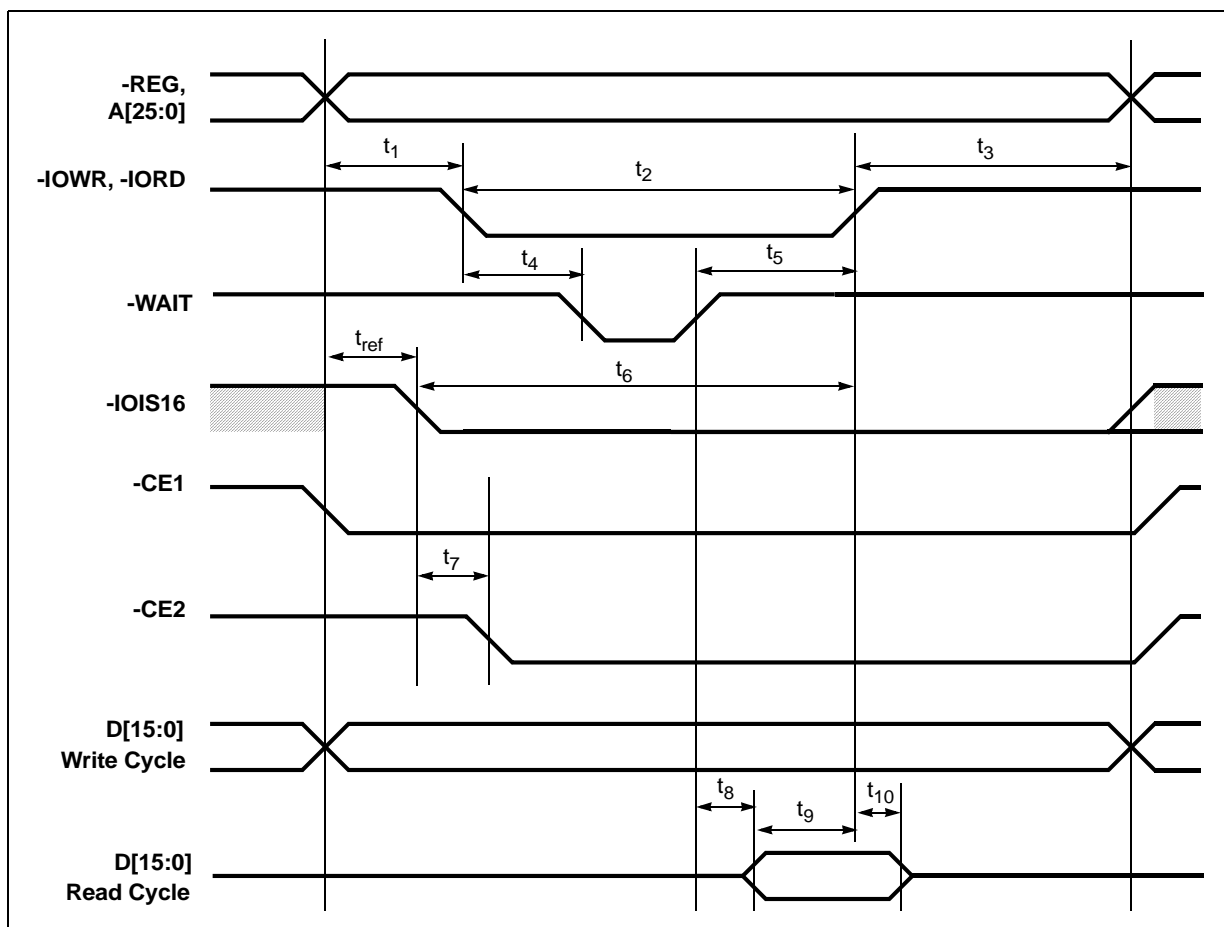 -REG,
A[25:0]
t1
t3
-IOWR, -IORD
t2
t4
t5
-WAIT
tref
t6
-IOIS16
-CE1
t7
-CE2
D[15:0]
Write Cycle
t8
t9
t10
D[15:0]
Read Cycle